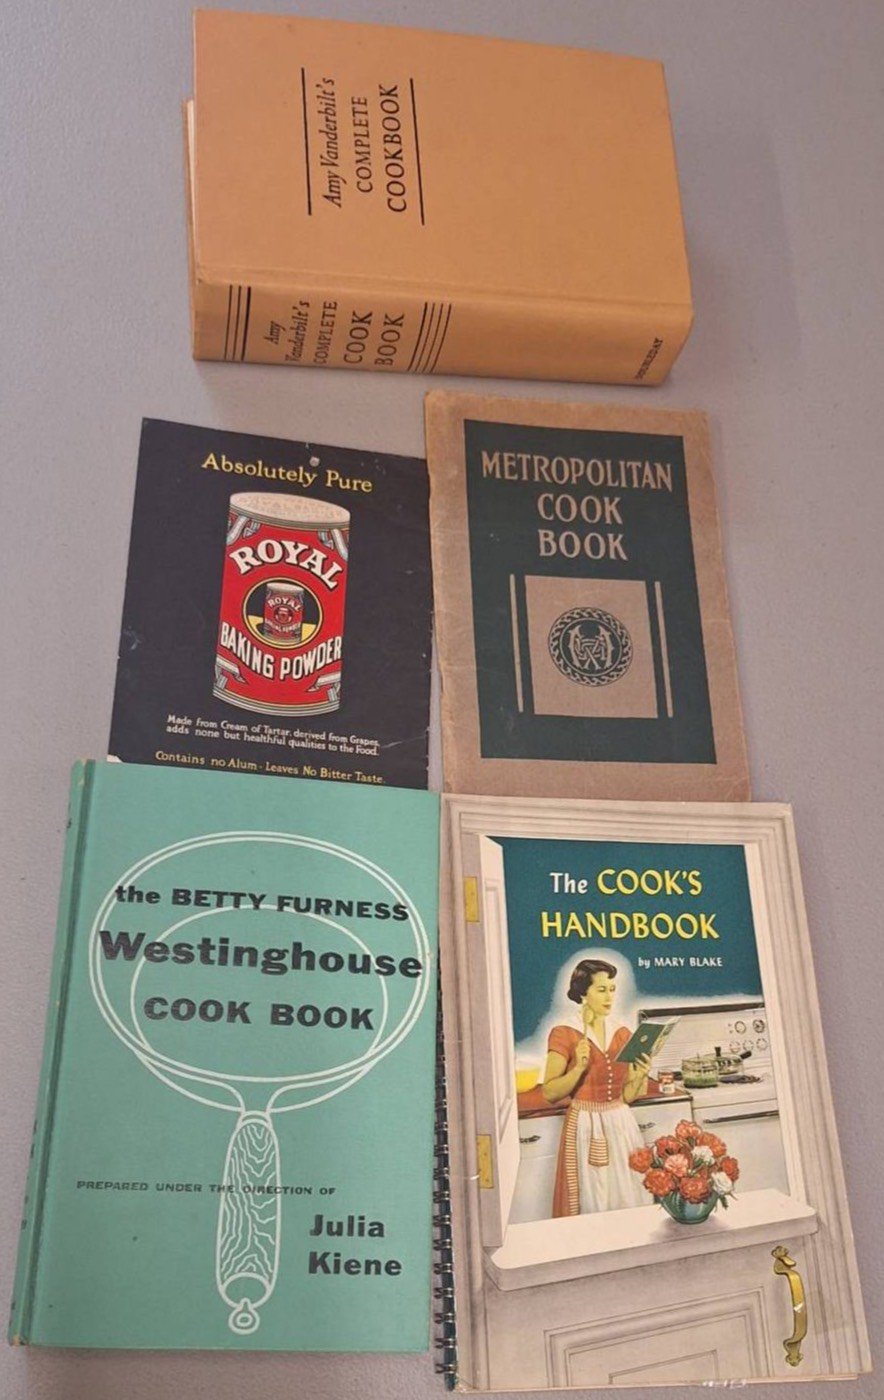 Amy Vanderbilt's
COMPLETE
COOKBOOK
Amy
Vanderbilt's
COMPLETE
COOK
BOOK
DOUBLEDAY
Absolutely Pure
ROYAL
ROYAL
BAKING POWDER
Made from Cream of Tartar, derived from Grapes,
adds none but healthful qualities to the Food.
Contains no Alum - Leaves No Bitter Taste.
METROPOLITAN
COOK
BOOK
the BETTY FURNESS
Westinghouse
COOK BOOK
PREPARED UNDER THE DIRECTION OF
Julia
Kiene
The COOK'S
HANDBOOK
by MARY BLAKE